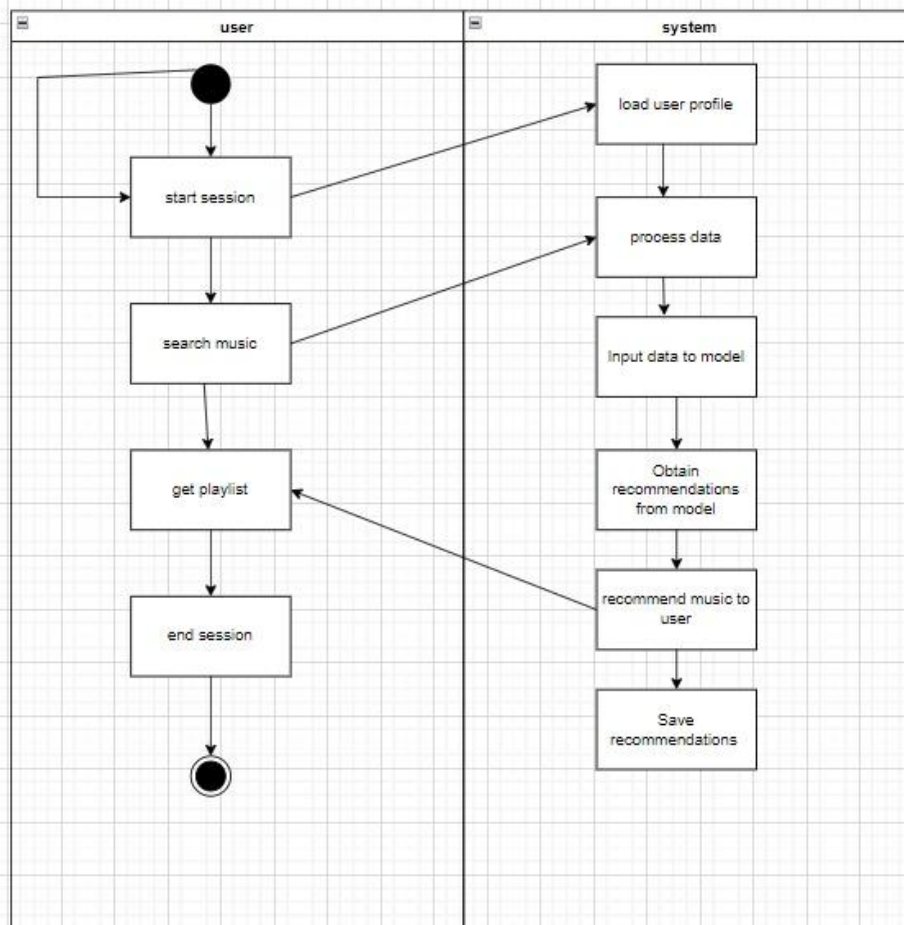 user
system
load user profile
start session
process data
search music
Input data to model
get playlist
Obtain
recommendations
from model
recommend music to
user
end session
Save
recommendations